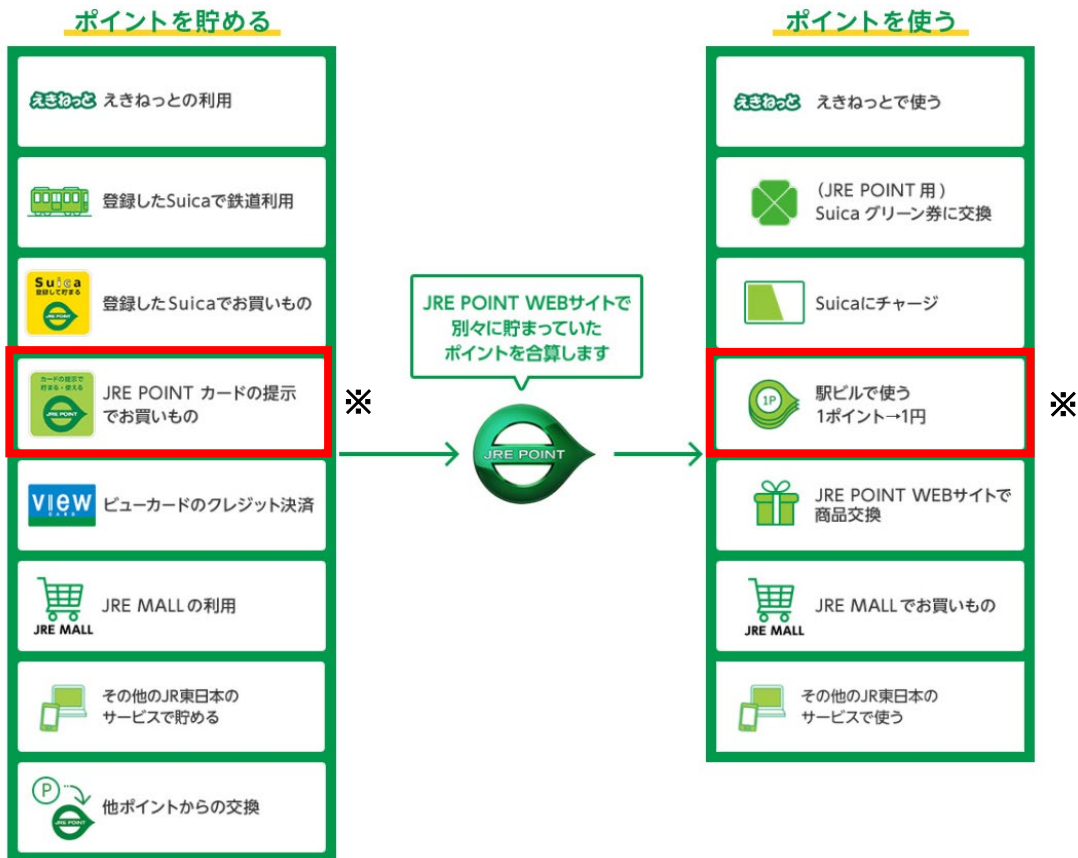 ポイントを貯める
えきねっと えきねっとの利用
登録したSuicaで鉄道利用
Suica
登録して貯まる
JRE POINT
登録したSuicaでお買いもの
カードの提示で
貯まる・使える
JRE POINT
JRE POINT カードの提示
でお買いもの
※
VIEW
CARD
ビューカードのクレジット決済
JRE MALL
JRE MALLの利用
その他のJR東日本の
サービスで貯める
P
JRE POINT
他ポイントからの交換
JRE POINT WEBサイトで
別々に貯まっていた
ポイントを合算します
JRE POINT
ポイントを使う
えきねっと えきねっとで使う
(JRE POINT 用)
Suica グリーン券に交換
Suicaにチャージ
1P
駅ビルで使う
1ポイント→1円
※
JRE POINT WEBサイトで
商品交換
JRE MALL
JRE MALLでお買いもの
その他のJR東日本の
サービスで使う